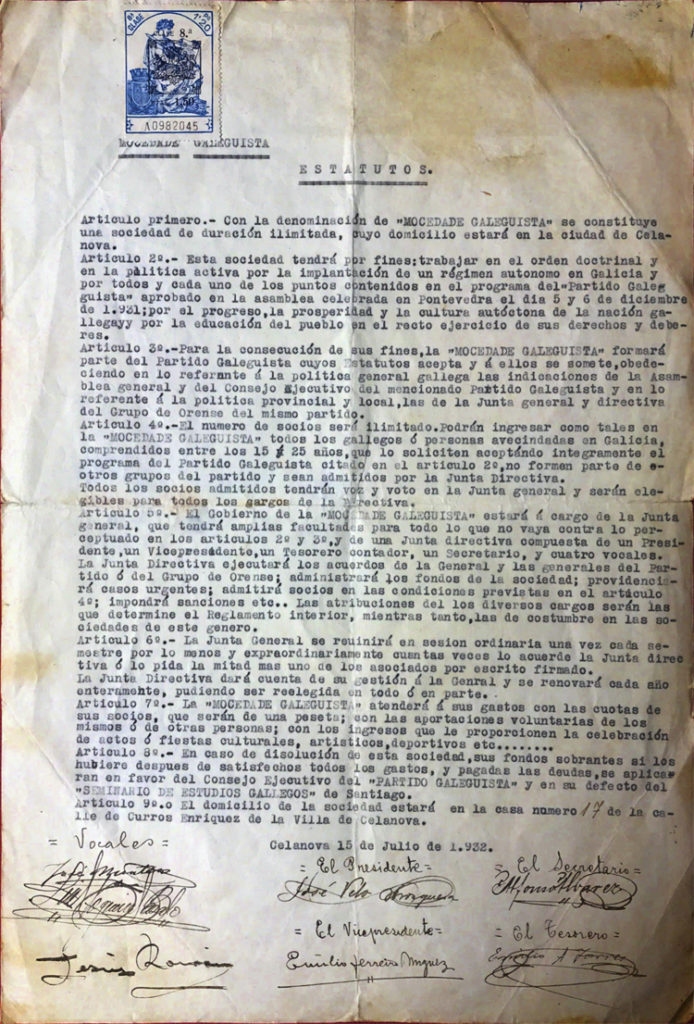 8ª CLASE
1'20
8.ª
1,50
A0982045
MOCEDADE GALEGUISTA
ESTATUTOS.
Articulo primero.- Con la denominación de "MOCEDADE GALEGUISTA" se constituye
una sociedad de duración ilimitada, cuyo domicilio estará en la ciudad de Cela-
nova.
Articulo 2º.- Esta sociedad tendrá por fines:trabajar en el orden doctrinal y
en la pólitica activa por la implantación de un régimen autonomo en Galicia y
por todos y cada uno de los puntos contenidos en el programa del"Partido Galeg
guista" aprobado en la asamblea celebrada en Pontevedra el dia 5 y 6 de diciembre
de 1.931;por el progreso,la prosperidad y la cultura autóctona de la nación ga-
llegayy por la educación del pueblo en el recto ejercicio de sus derechos y debe-
res.
Articulo 3º.-Para la consecución de sus fines,la "MOCEDADE GALEGUISTA" formará
parte del Partido Galeguista cuyos Estatutos acepta y á ellos se somete,obede-
ciendo en lo referente á la politica general gallega las indicaciones de la Asam-
blea general y del Consejo Ejecutivo del mencionado Partido Galeguista y en lo
referente á la politica provincial y local,las de la Junta general y directiva
del Grupo de Orense del mismo partido.
Articulo 4º.-El numero de socios será ilimitado.Podrán ingresar como tales en
la "MOCEDADE GALEGUISTA" todos los gallegos ó personas avecindadas en Galicia,
comprendidos entre los 15 y 25 años,que lo soliciten aceptando integramente el
programa del Partido Galeguista citado en el articulo 2º,no formen parte de e-
otros grupos del partido y sean admitidos por la Junta Directiva.
Todos los socios admitidos tendrán voz y voto en la Junta general y serán ele-
gibles para todos los gargos de la Directiva.
Articulo 5º- El Gobierno de la "MOCEDADE GALEGUISTA" estará á cargo de la Junta
general, que tendrá amplias facultades para todo lo que no vaya contra lo per-
ceptuado en los articulos 2º y 3º,y de una Junta directiva compuesta de un Presi-
dente,un Vicepresidente,un Tesorero contador, un Secretario, y cuatro vocales.
La Junta Directiva ejecutará los acuerdos de la General y las generales del Par-
tido ó del Grupo de Orense; administrará los fondos de la sociedad; providencia-
rá casos urgentes; admitirá socios en las condiciones previstas en el artáculo
4º; impondrá sanciones etc.. Las atribuciones del los diversos cargos serán las
que determine el Reglamento interior, mientras tanto,las de costumbre en las so-
ciedades de este genero.
Articulo 6º.- La Junta General se reuinirá en sesion ordinaria una vez cada se-
mestre por lo menos y expraordinariamente cuantas veces lo acuerde la Junta direc
tiva ó lo pida la mitad mas uno de los asociados por escrito firmado.
La Junta Directiva dará cuenta de su gestión á la Genral y se renovará cada año
enteramente, pudiendo ser reelegida en todo ó en parte.
Articulo 7º.- La "MOCEDADE GALEGUISTA" atenderá á sus gastos con las cuotas de
sus socios, que serán de una peseta; con las aportaciones voluntarias de los
mismos ó de otras personas; con los ingresos que le proporcionen la celebración
de actos ó fiestas culturales, artisticos,deportivos etc........
Articulo 8º.- En caso de disolución de esta sociedad,sus fondos sobrantes si los
hubiere despues de satisfechos todos los gastos, y pagadas las deudas,se aplica-
ran en favor del Consejo Ejecutivo del "PARTIDO GALEGUISTA" y en su defecto del
"SEMINARIO DE ESTUDIOS GALLEGOS" de Santiago.
Articulo 9º.o El domicilio de la sociedad estará en la casa numero 17 de la ca-
lle de Curros Enriquez de la Villa de Celanova.
Celanova 15 de Julio de 1.932.
= Vocales =
= El Presidente =
= El Secretario =
José
José Vela
Alfonso Alvarez
= El Vicepresidente =
= El Tesorero =
Jesús
Emilio Ferreiro Miguez